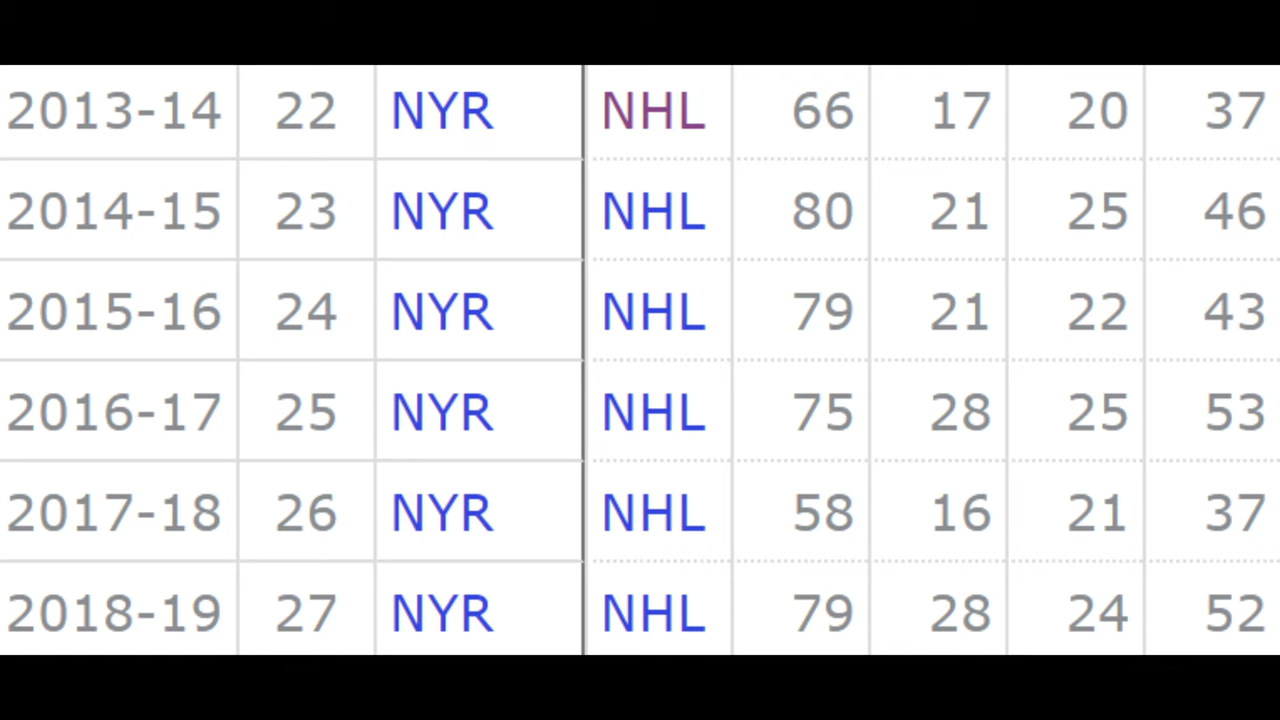 2013-14 22 NYR NHL 66 17 20 37
2014-15 23 NYR NHL 80 21 25 46
2015-16 24 NYR NHL 79 21 22 43
2016-17 25 NYR NHL 75 28 25 53
2017-18 26 NYR NHL 58 16 21 37
2018-19 27 NYR NHL 79 28 24 52